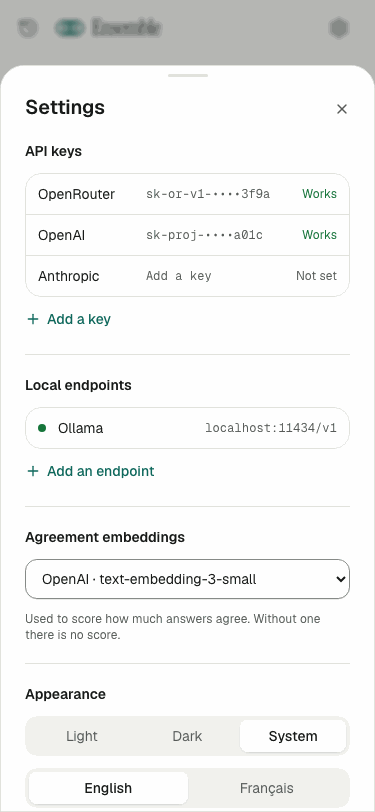 Ensemble
Settings
API keys
OpenRouter sk-or-v1-····3f9a Works
OpenAI sk-proj-····a01c Works
Anthropic Add a key Not set
+ Add a key
Local endpoints
Ollama localhost:11434/v1
+ Add an endpoint
Agreement embeddings
OpenAI · text-embedding-3-small
Used to score how much answers agree. Without one
there is no score.
Appearance
Light Dark System
English Français